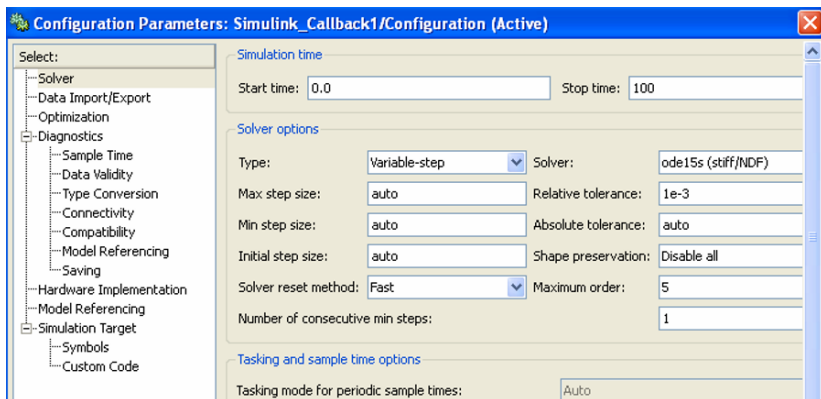 Configuration Parameters: Simulink_Callback1/Configuration (Active)
Select:
Solver
Data Import/Export
Optimization
Diagnostics
Sample Time
Data Validity
Type Conversion
Connectivity
Compatibility
Model Referencing
Saving
Hardware Implementation
Model Referencing
Simulation Target
Symbols
Custom Code
Simulation time
Start time: 0.0 Stop time: 100
Solver options
Type: Variable-step Solver: ode15s (stiff/NDF)
Max step size: auto Relative tolerance: 1e-3
Min step size: auto Absolute tolerance: auto
Initial step size: auto Shape preservation: Disable all
Solver reset method: Fast Maximum order: 5
Number of consecutive min steps: 1
Tasking and sample time options
Tasking mode for periodic sample times: Auto